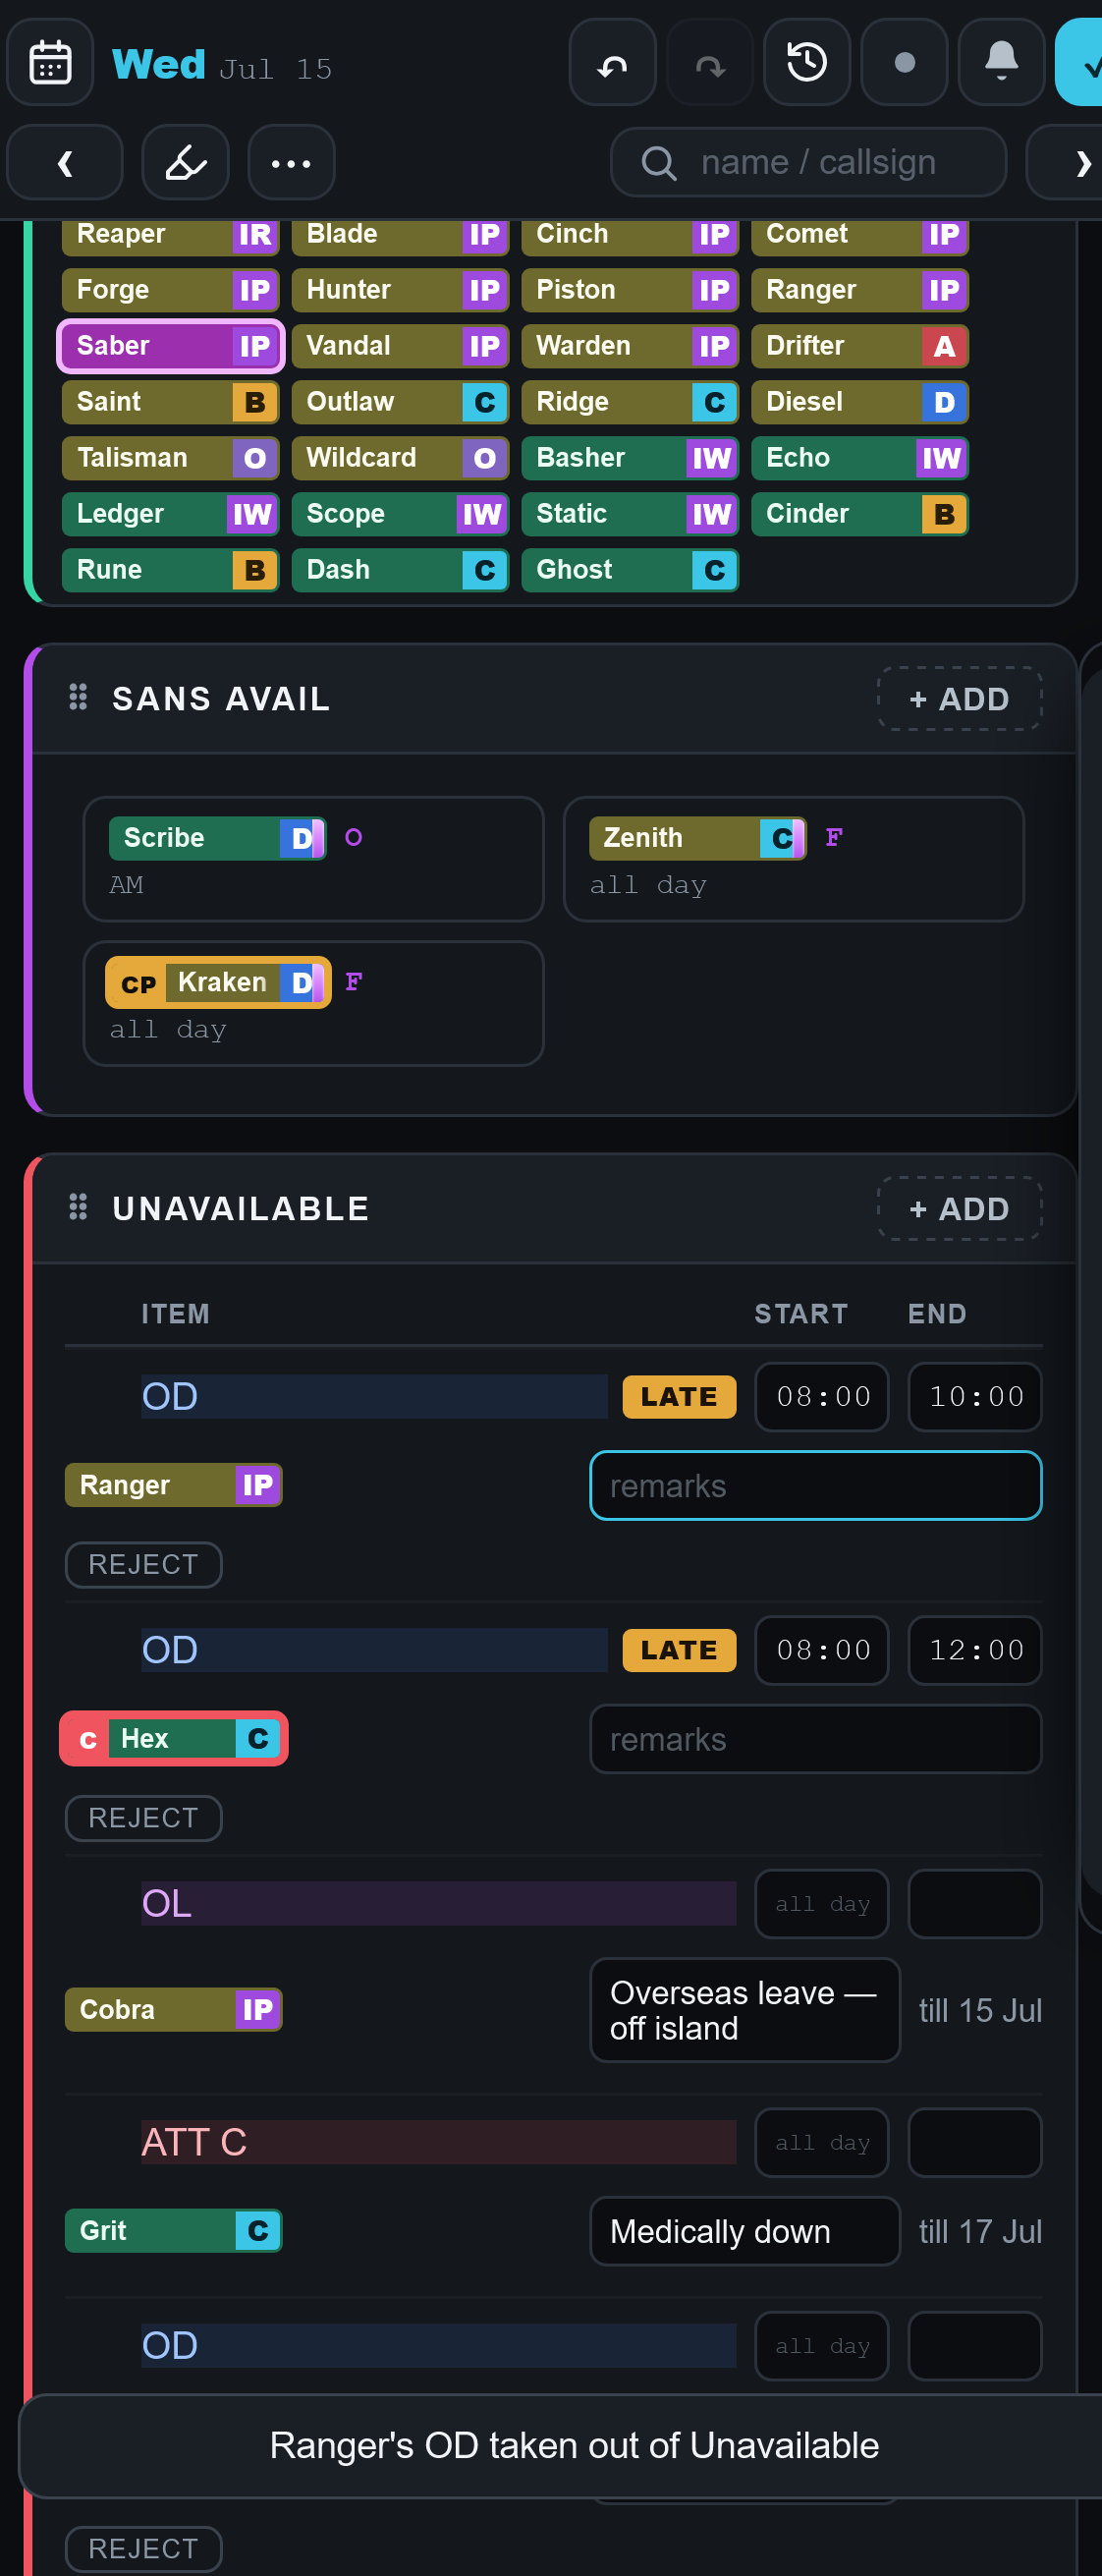 Wed Jul 15
name / callsign
Reaper IR Blade IP Cinch IP Comet IP
Forge IP Hunter IP Piston IP Ranger IP
Saber IP Vandal IP Warden IP Drifter A
Saint B Outlaw C Ridge C Diesel D
Talisman O Wildcard O Basher IW Echo IW
Ledger IW Scope IW Static IW Cinder B
Rune B Dash C Ghost C
SANS AVAIL + ADD
Scribe D O Zenith C F
AM all day
CP Kraken D F
all day
UNAVAILABLE + ADD
ITEM START END
OD LATE 08:00 10:00
Ranger IP remarks
REJECT
OD LATE 08:00 12:00
c Hex C remarks
REJECT
OL all day
Cobra IP Overseas leave — till 15 Jul
off island
ATT C all day
Grit C Medically down till 17 Jul
OD all day
Ranger's OD taken out of Unavailable
REJECT